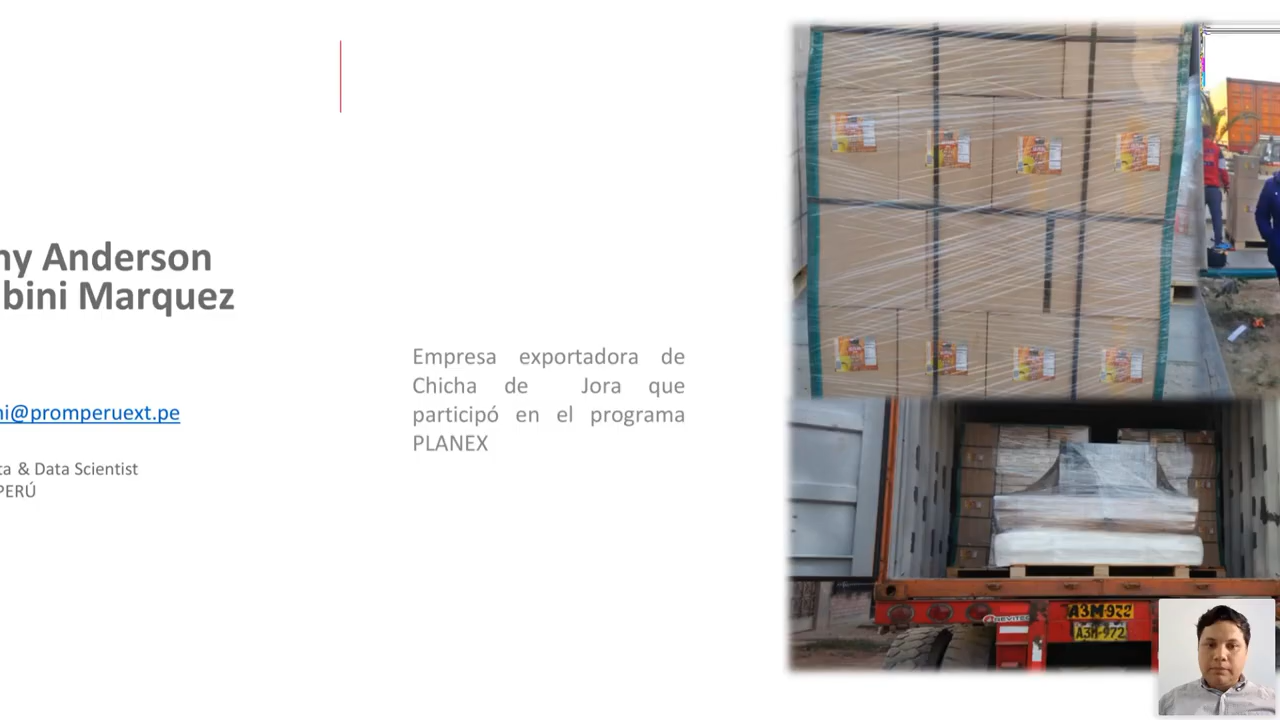 ny Anderson
bini Marquez
ni@promperuext.pe
ta & Data Scientist
PERÚ
Empresa exportadora de
Chicha de Jora que
participó en el programa
PLANEX
A3M-972
A3M-972